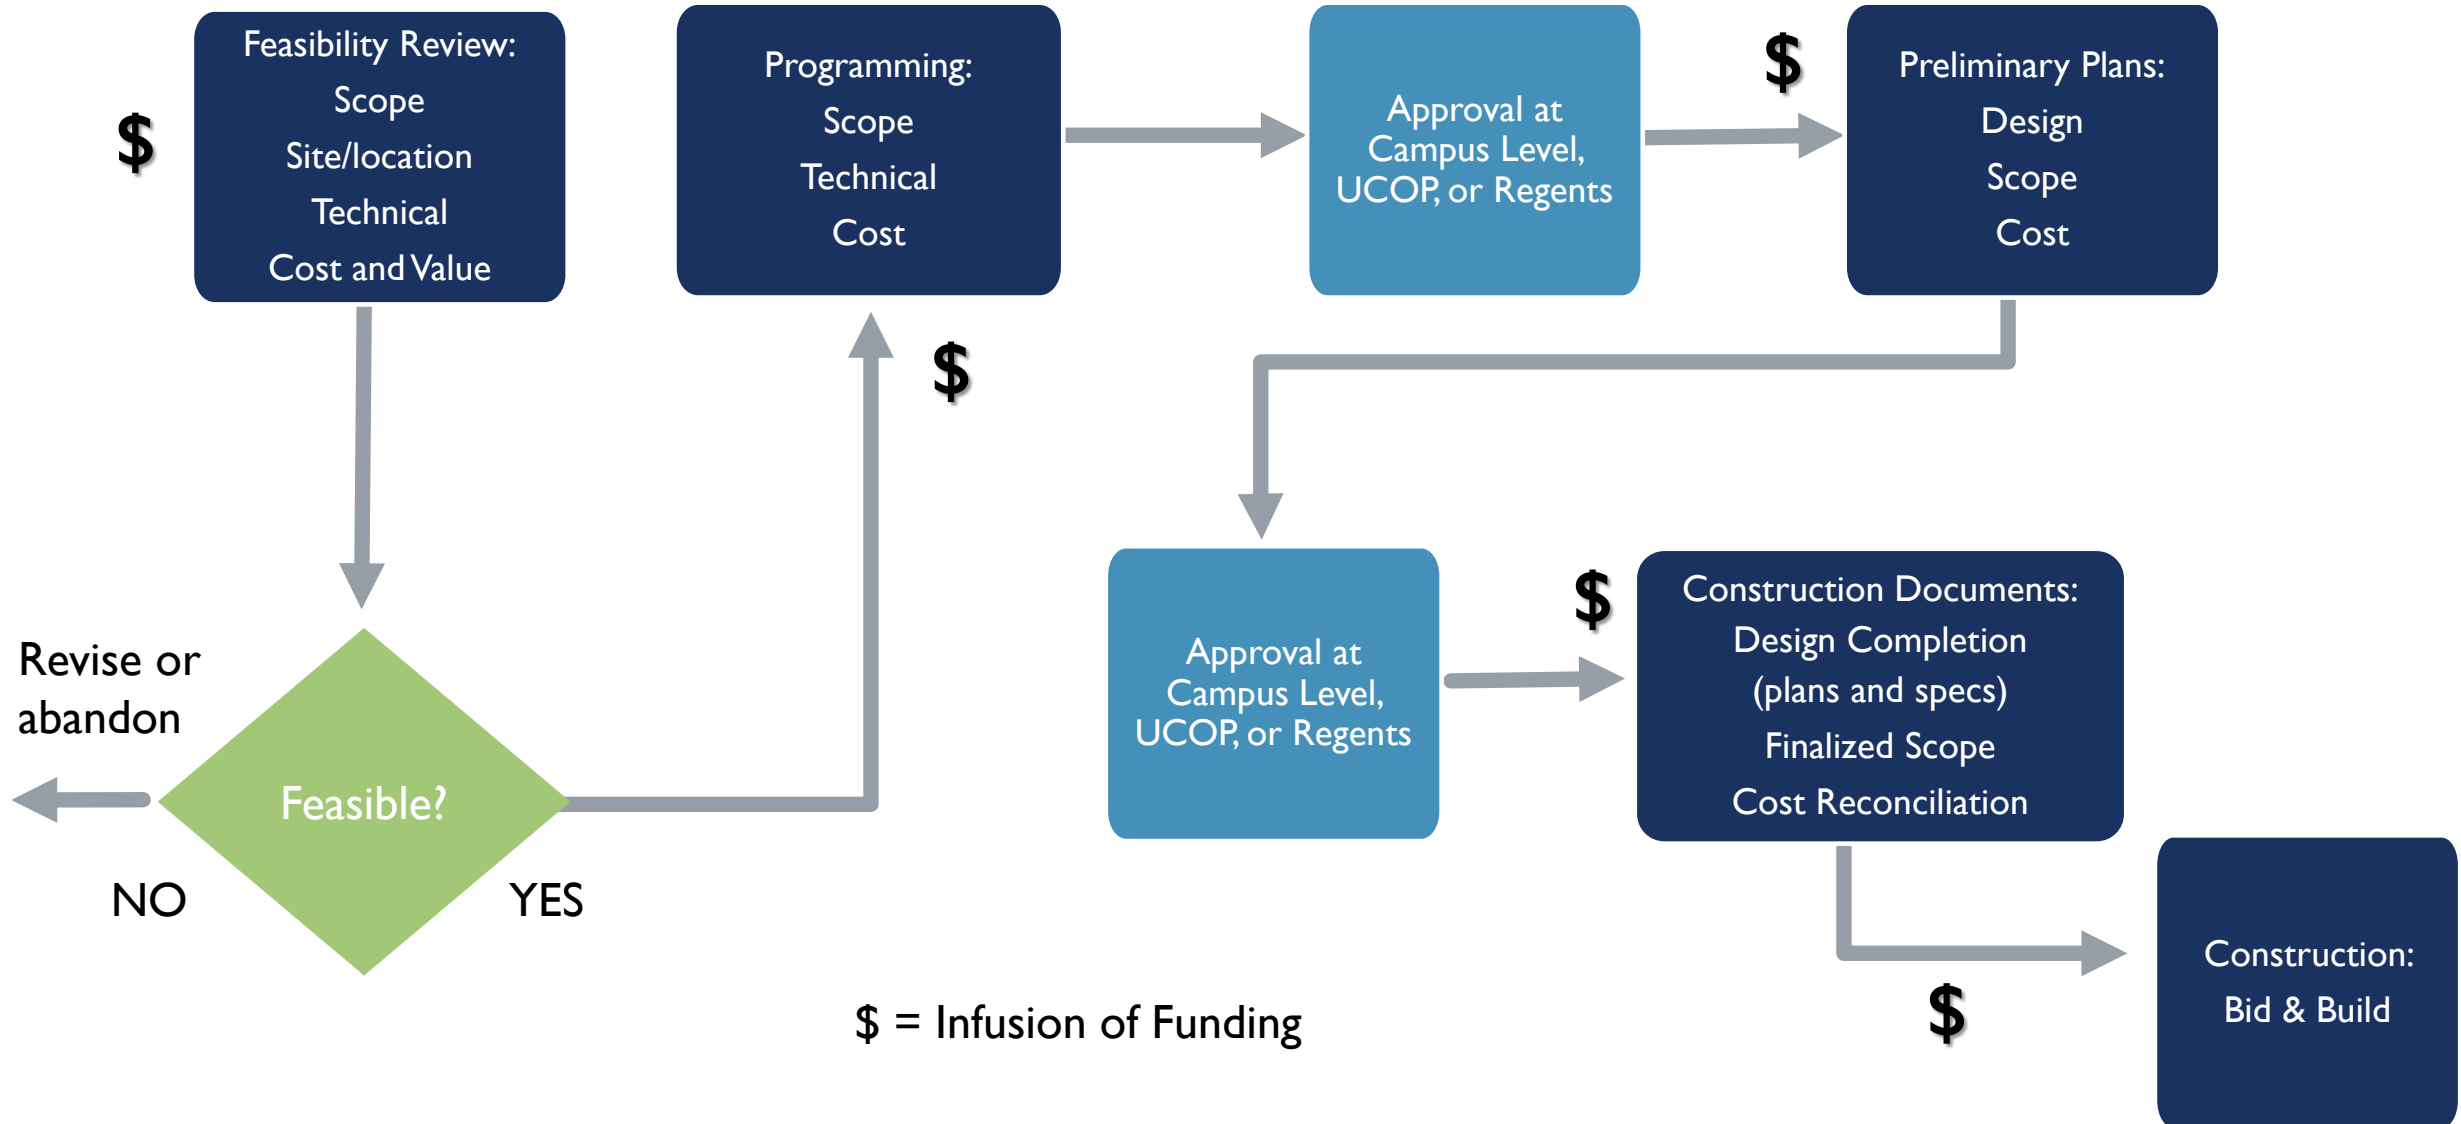 $
Feasibility Review:
Scope
Site/location
Technical
Cost and Value
Programming:
Scope
Technical
Cost
$
Approval at
Campus Level,
UCOP, or Regents
$
Preliminary Plans:
Design
Scope
Cost
Revise or
abandon
Feasible?
NO
YES
Approval at
Campus Level,
UCOP, or Regents
$
Construction Documents:
Design Completion
(plans and specs)
Finalized Scope
Cost Reconciliation
$
Construction:
Bid & Build
$ = Infusion of Funding